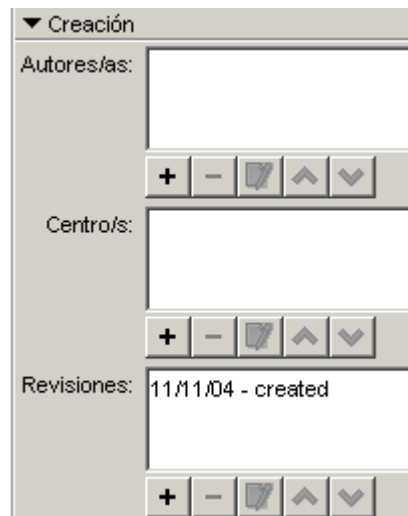 Creación
Autores/as:
Centro/s:
Revisiones:
11/11/04 - created